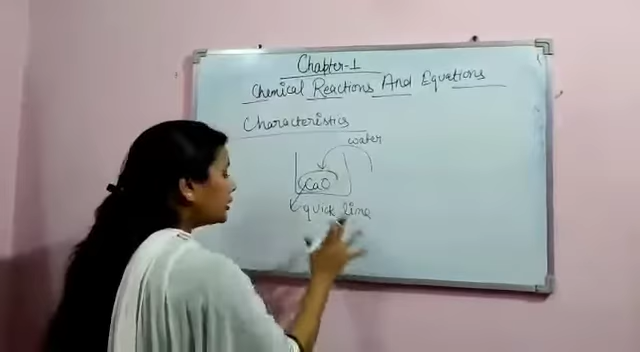 Chapter-1
Chemical Reactions And Equations
Characteristics
water
CaO
quick lime